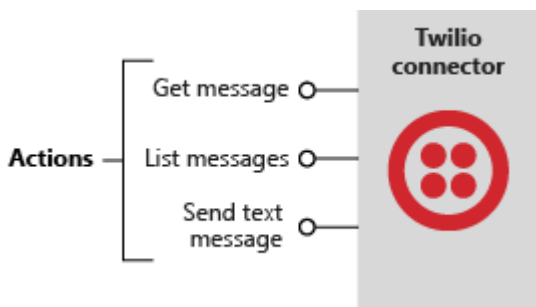 Twilio
connector
Get message
Actions
List messages
Send text
message